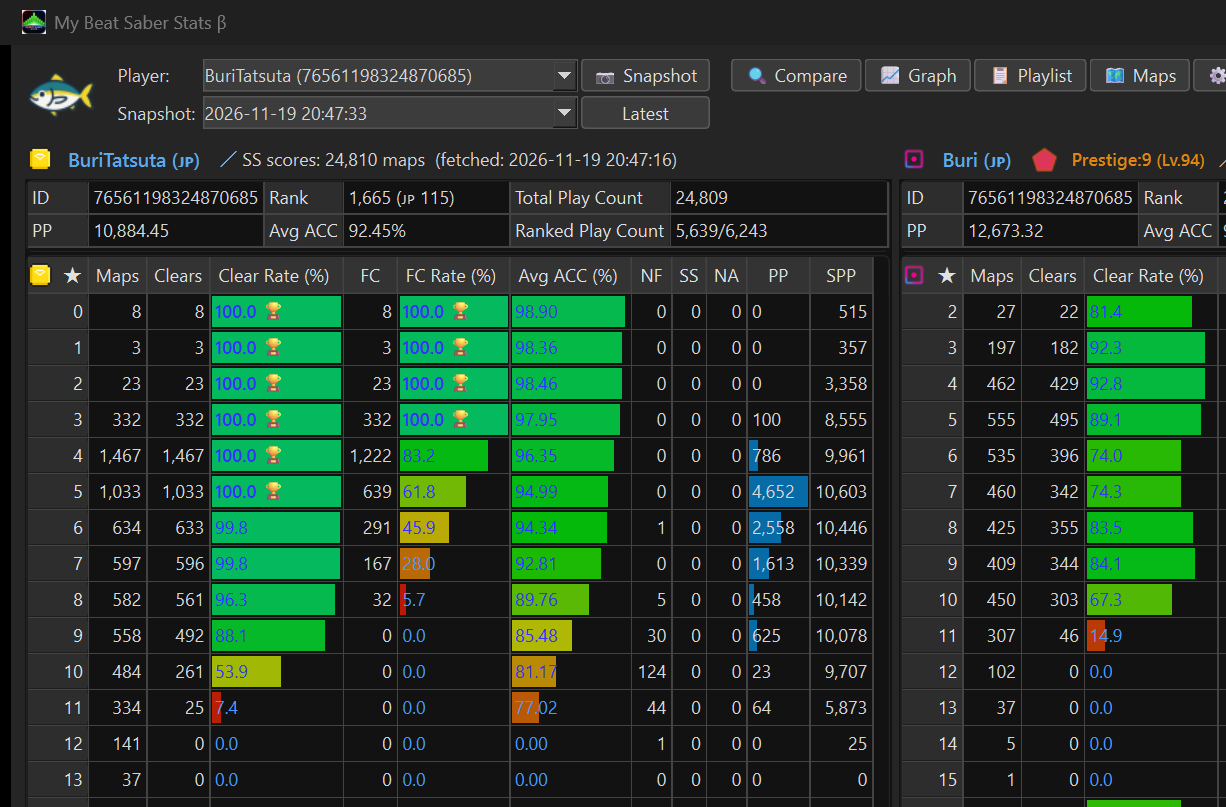 My Beat Saber Stats β
Player: BuriTatsuta (76561198324870685) Snapshot Compare Graph Playlist Maps
Snapshot: 2026-11-19 20:47:33 Latest
BuriTatsuta (JP) SS scores: 24,810 maps (fetched: 2026-11-19 20:47:16) Buri (JP) Prestige:9 (Lv.94)
ID 76561198324870685 Rank 1,665 (JP 115) Total Play Count 24,809 ID 76561198324870685 Rank
PP 10,884.45 Avg ACC 92.45% Ranked Play Count 5,639/6,243 PP 12,673.32 Avg ACC
★ Maps Clears Clear Rate (%) FC FC Rate (%) Avg ACC (%) NF SS NA PP SPP ★ Maps Clears Clear Rate (%)
0 8 8 100.0 8 100.0 98.90 0 0 0 0 515 2 27 22 81.4
1 3 3 100.0 3 100.0 98.36 0 0 0 0 357 3 197 182 92.3
2 23 23 100.0 23 100.0 98.46 0 0 0 0 3,358 4 462 429 92.8
3 332 332 100.0 332 100.0 97.95 0 0 0 100 8,555 5 555 495 89.1
4 1,467 1,467 100.0 1,222 83.2 96.35 0 0 0 786 9,961 6 535 396 74.0
5 1,033 1,033 100.0 639 61.8 94.99 0 0 0 4,652 10,603 7 460 342 74.3
6 634 633 99.8 291 45.9 94.34 1 0 0 2,558 10,446 8 425 355 83.5
7 597 596 99.8 167 28.0 92.81 0 0 0 1,613 10,339 9 409 344 84.1
8 582 561 96.3 32 5.7 89.76 5 0 0 458 10,142 10 450 303 67.3
9 558 492 88.1 0 0.0 85.48 30 0 0 625 10,078 11 307 46 14.9
10 484 261 53.9 0 0.0 81.17 124 0 0 23 9,707 12 102 0 0.0
11 334 25 7.4 0 0.0 77.02 44 0 0 64 5,873 13 37 0 0.0
12 141 0 0.0 0 0.0 0.00 1 0 0 0 25 14 5 0 0.0
13 37 0 0.0 0 0.0 0.00 0 0 0 0 0 15 1 0 0.0